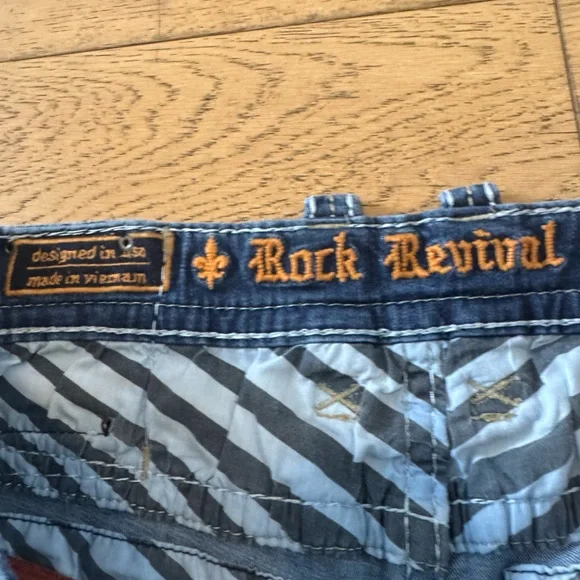 designed in usa
made in vietnam
Rock Revival